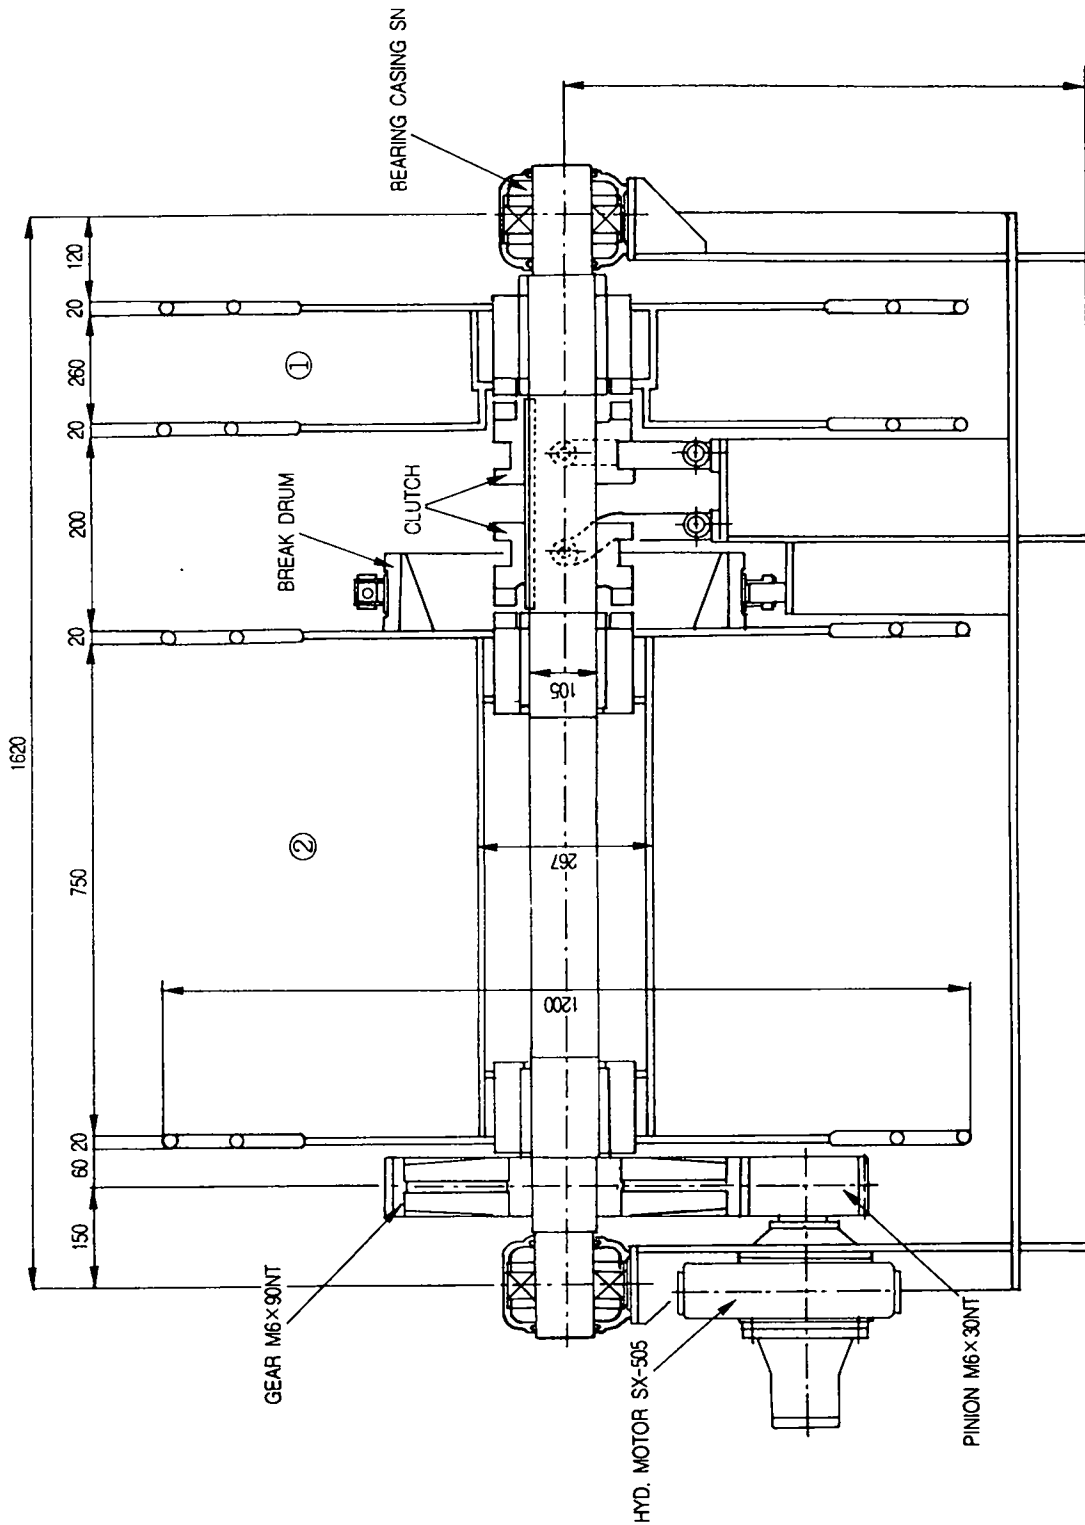 1620
150
60
20
750
20
200
20
260
20
120
②
①
BREAK DRUM
CLUTCH
BEARING CASING SN
GEAR M6×90NT
1200
267
105
HYD. MOTOR SX-505
PINION M6×30NT